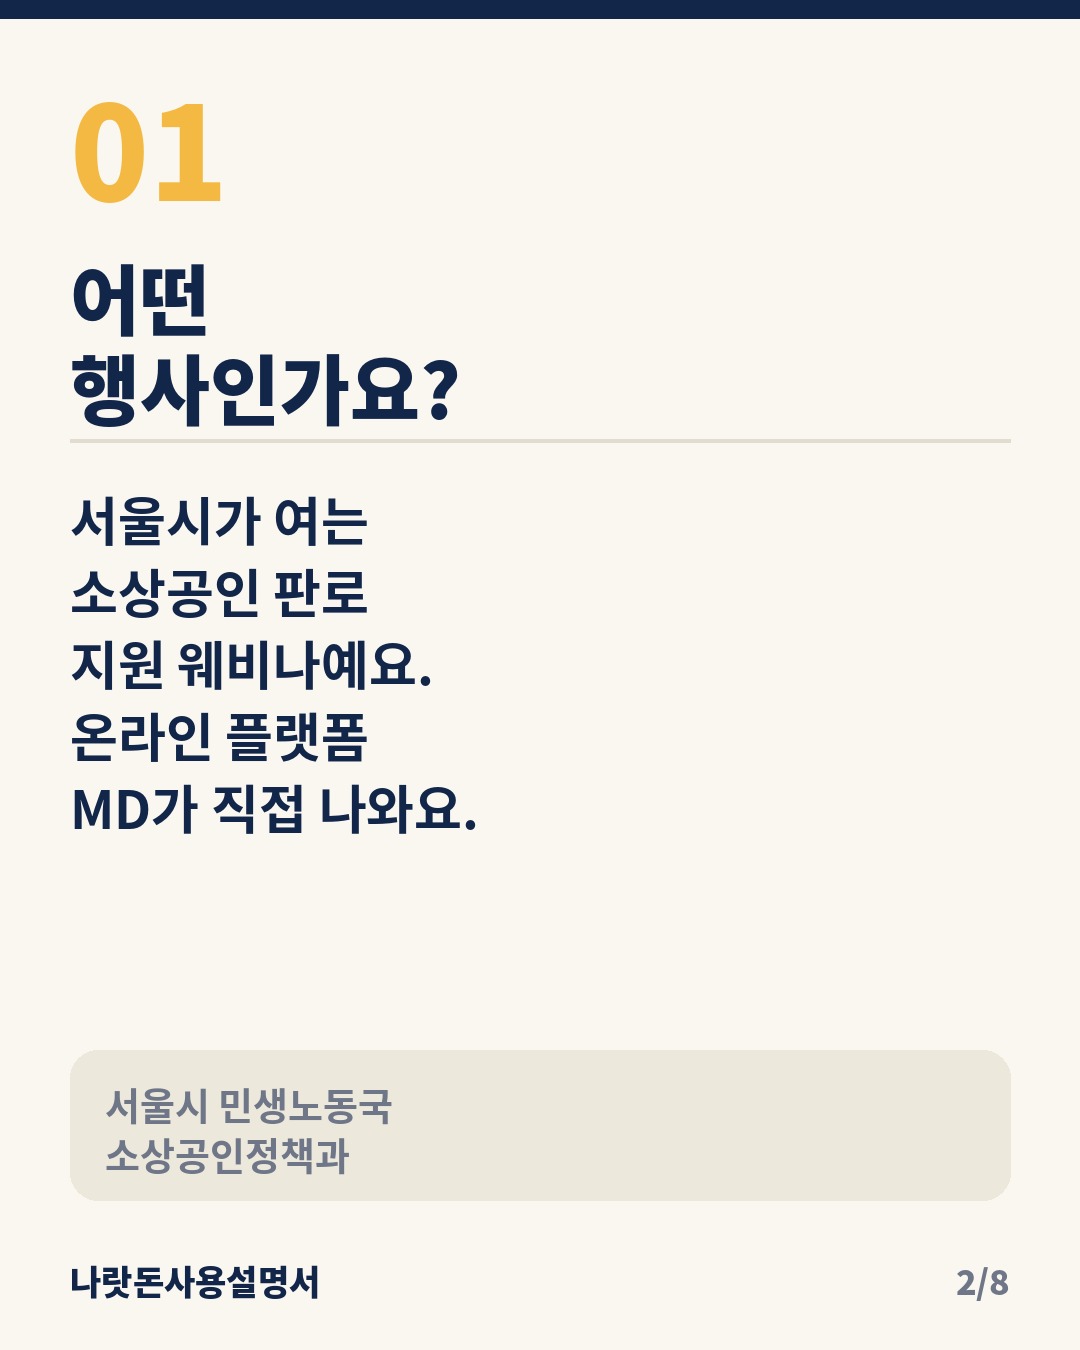 01
어떤
행사인가요?
서울시가 여는
소상공인 판로
지원 웨비나예요.
온라인 플랫폼
MD가 직접 나와요.
서울시 민생노동국
소상공인정책과
나랏돈사용설명서
2/8